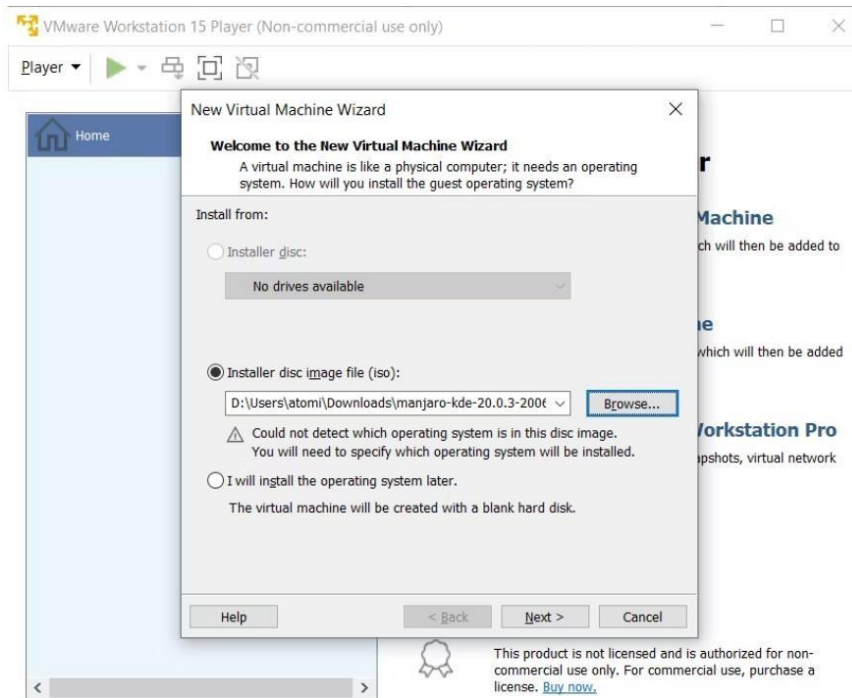 VMware Workstation 15 Player (Non-commercial use only)
Player
Home
New Virtual Machine Wizard
Welcome to the New Virtual Machine Wizard
A virtual machine is like a physical computer; it needs an operating
system. How will you install the guest operating system?
Install from:
Installer disc:
No drives available
Installer disc image file (iso):
D:\Users\atomi\Downloads\manjaro-kde-20.0.3-2006
Browse...
Could not detect which operating system is in this disc image.
You will need to specify which operating system will be installed.
I will install the operating system later.
The virtual machine will be created with a blank hard disk.
Help
< Back
Next >
Cancel
r
Machine
ch will then be added to
ne
which will then be added
Workstation Pro
apshots, virtual network
This product is not licensed and is authorized for non-
commercial use only. For commercial use, purchase a
license. Buy now.